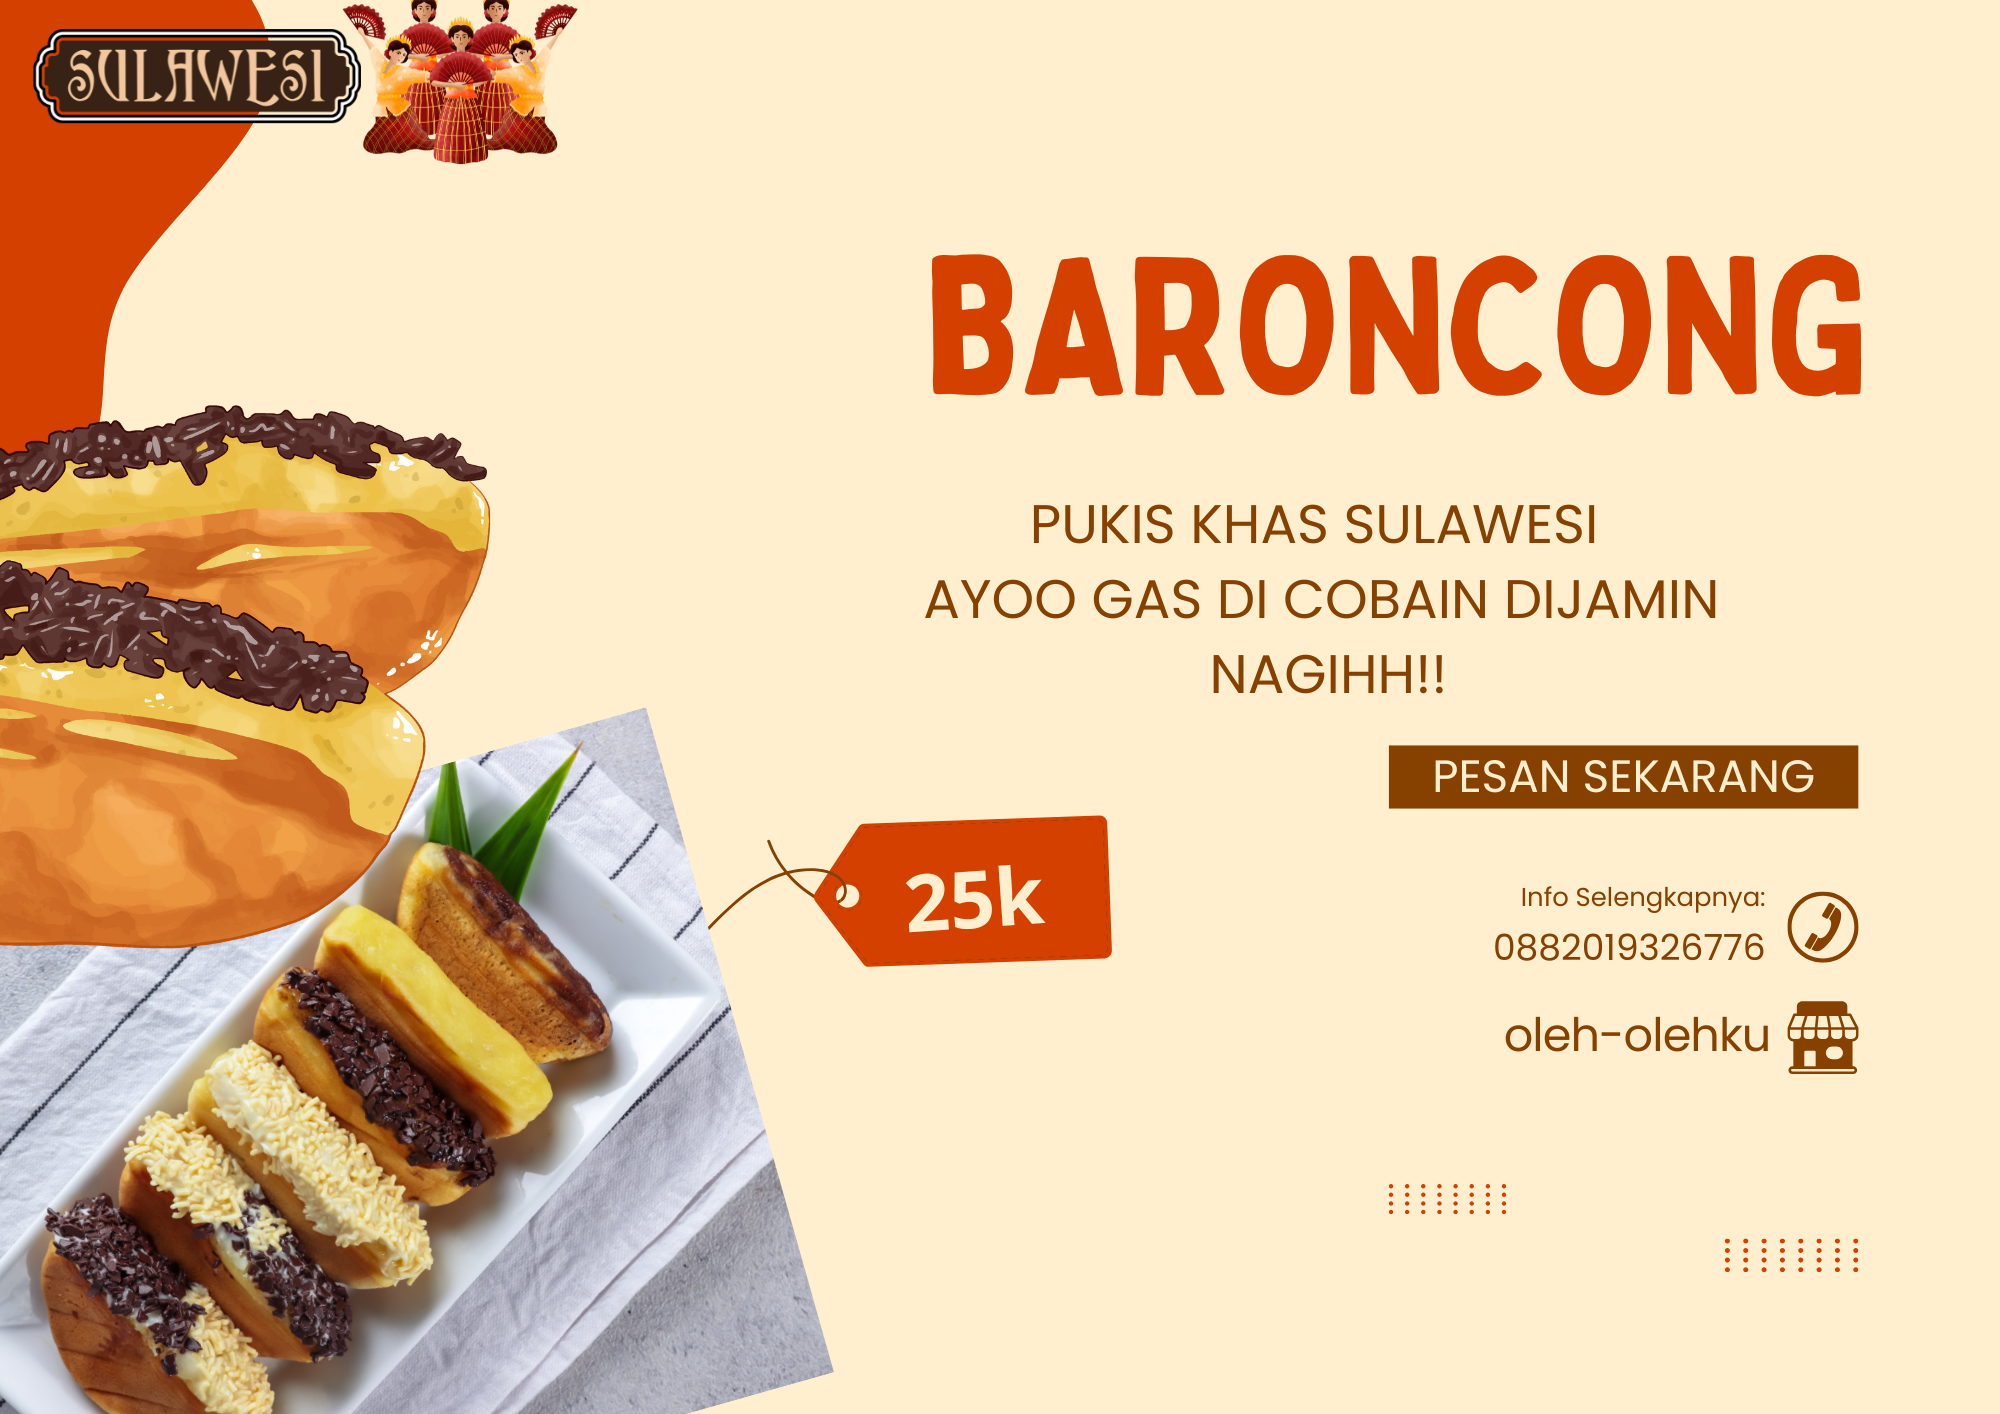 SULAWESI
BARONCONG
PUKIS KHAS SULAWESI
AYOO GAS DI COBAIN DIJAMIN
NAGIHH!!
PESAN SEKARANG
25k
Info Selengkapnya:
0882019326776
oleh-olehku